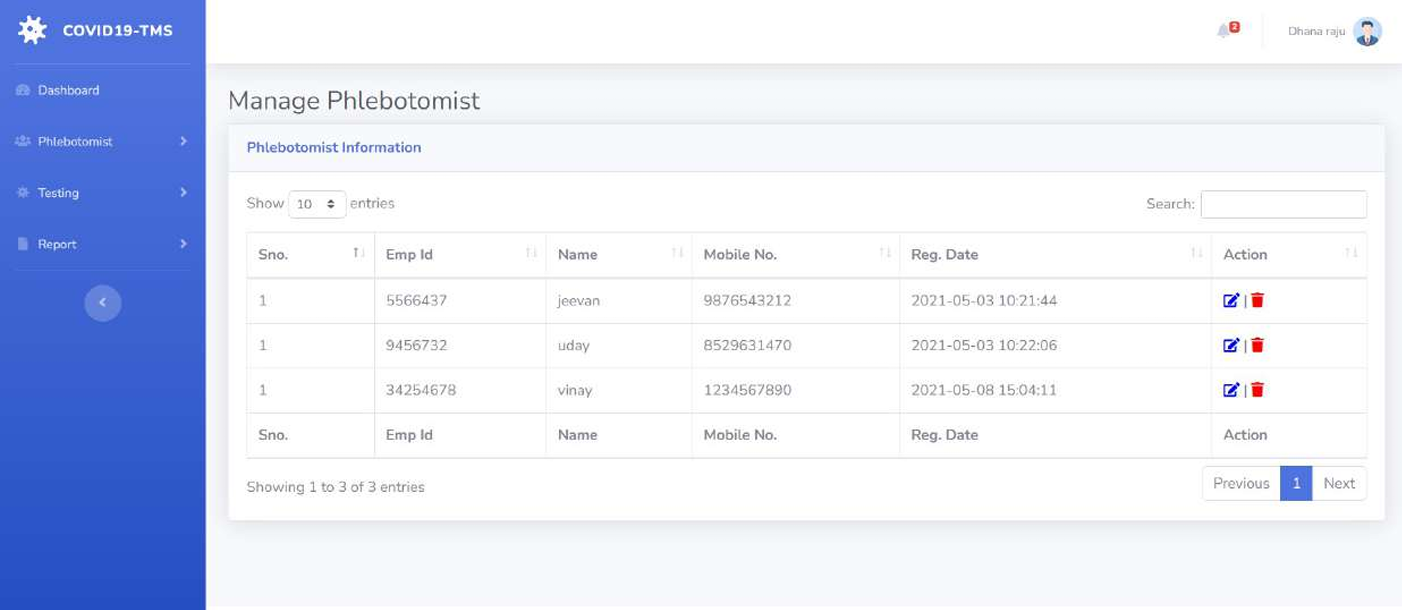 COVID19-TMS
2
Dhana raju
Dashboard
Phlebotomist
Testing
Report
Manage Phlebotomist
Phlebotomist Information
Show 10 entries
Search:
Sno. Emp Id Name Mobile No. Reg. Date Action
1 5566437 jeevan 9876543212 2021-05-03 10:21:44 |
1 9456732 uday 8529631470 2021-05-03 10:22:06 |
1 34254678 vinay 1234567890 2021-05-08 15:04:11 |
Sno. Emp Id Name Mobile No. Reg. Date Action
Showing 1 to 3 of 3 entries
Previous 1 Next